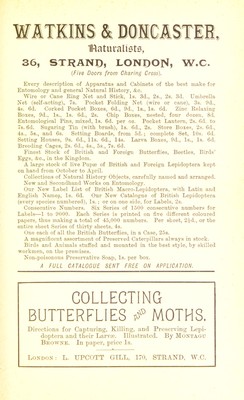 WATKINS & DONCASTER,
Naturalists,
36, STRAND, LONDON, W.C.
(Five Doors from Charing Cross).
Every description of Apparatus and Cabinets of the best make for
Entomology and general Natural History, &c.
Wire or Cane Ring Net and Stick, 1s. 3d., 2s., 2s. 3d. Umbrella
Net (self-acting), 7s. Pocket Folding Net (wire or cane), 3s. 9d.,
4s. 6d. Corked Pocket Boxes, 6d., 9d., 1s., 1s. 6d. Zinc Relaxing
Boxes, 9d., 1s., 1s. 6d., 2s. Chip Boxes, nested, four dozen, 8d.
Entomological Pins, mixed, 1s. 6d. per oz. Pocket Lantern, 2s. 6d. to
7s. 6d. Sugaring Tin (with brush), 1s. 6d., 2s. Store Boxes, 2s. 6d.,
4s., 5s., and 6s. Setting Boards, from 5d.; complete Set, 10s. 6d.
Setting Houses, 9s. 6d., 11s. 6d., 14s. Larva Boxes, 9d., 1s., 1s. 6d.
Breeding Cages, 2s. 6d., 4s., 5s., 7s. 6d.
Finest Stock of British and Foreign Butterflies, Beetles, Birds'
Eggs, &c., in the Kingdom.
A large stock of live Pupæ of British and Foreign Lepidoptera kept
on hand from October to April.
Collections of Natural History Objects, carefully named and arranged.
New and Secondhand Works on Entomology.
Our New Label List of British Macro-Lepidoptera, with Latin and
English Names, 1s. 6d. Our New Catalogue of British Lepidoptera
(every species numbered), 1s.; or on one side, for Labels, 2s.
Consecutive Numbers. Six Series of 1500 consecutive numbers for
Labels—1 to 9000. Each Series is printed on five different coloured
papers, thus making a total of 45,000 numbers. Per sheet, 2½d., or the
entire sheet Series of thirty sheets, 4s.
One each of all the British Butterflies, in a Case, 25s.
A magnificent assortment of Preserved Caterpillars always in stock.
Birds and Animals stuffed and mounted in the best style, by skilled
workmen, on the premises.
Non-poisonous Preservative Soap, 1s. per box.
A FULL CATALOGUE SENT FREE ON APPLICATION.
COLLECTING
BUTTERFLIES AND MOTHS.
Directions for Capturing, Killing, and Preserving Lepi-
doptera and their Larvæ. Illustrated. By MONTAGU
BROWNE. In paper, price 1s.
LONDON: L. UPCOTT GILL, 170, STRAND, W.C.